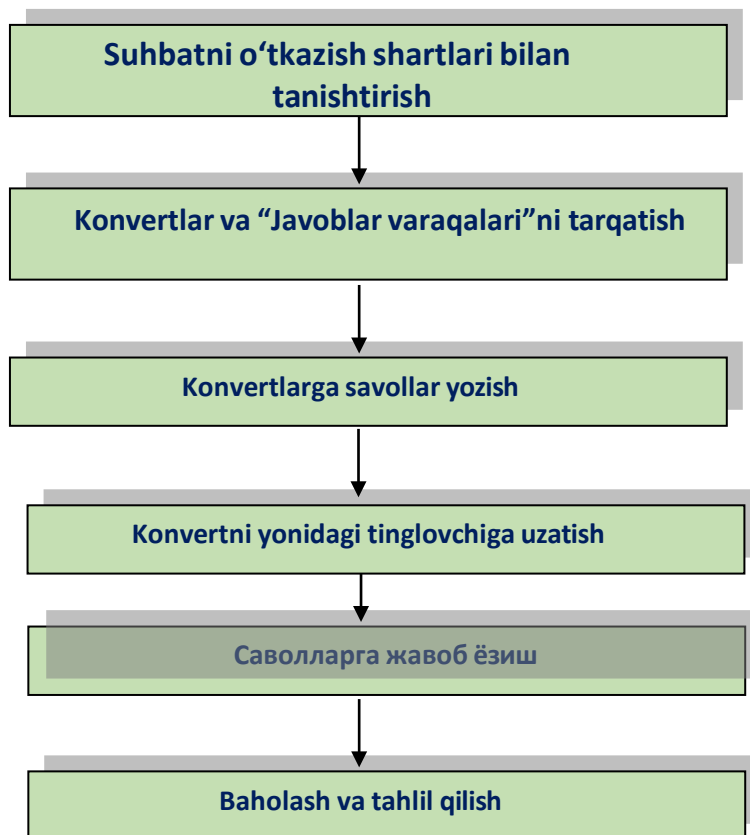 Suhbatni o‘tkazish shartlari bilan
tanishtirish
Konvertlar va “Javoblar varaqalari”ni tarqatish
Konvertlarga savollar yozish
Konvertni yonidagi tinglovchiga uzatish
Саволларга жавоб ёзиш
Baholash va tahlil qilish